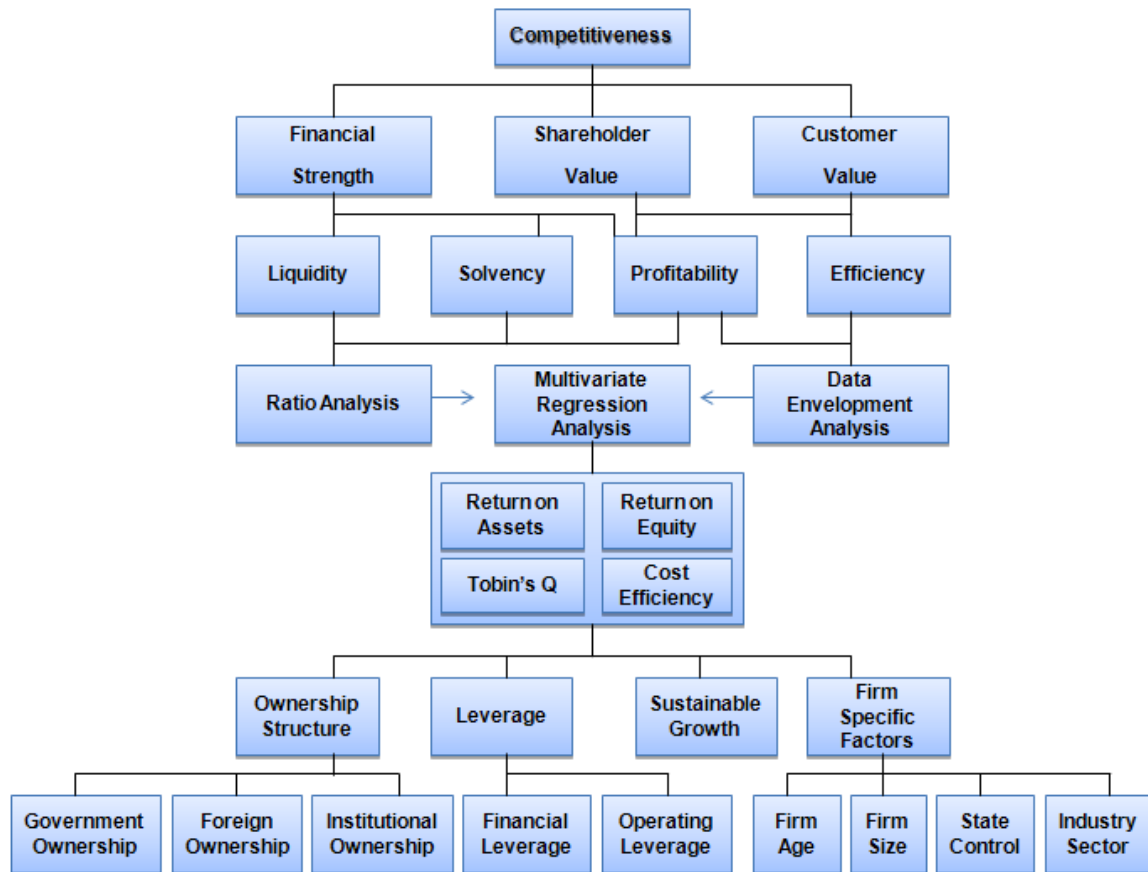 Competitiveness
Financial
Strength
Shareholder
Value
Customer
Value
Liquidity
Solvency
Profitability
Efficiency
Ratio Analysis
Multivariate
Regression
Analysis
Data
Envelopment
Analysis
Return on
Assets
Return on
Equity
Tobin's Q
Cost
Efficiency
Ownership
Structure
Leverage
Sustainable
Growth
Firm
Specific
Factors
Government
Ownership
Foreign
Ownership
Institutional
Ownership
Financial
Leverage
Operating
Leverage
Firm
Age
Firm
Size
State
Control
Industry
Sector